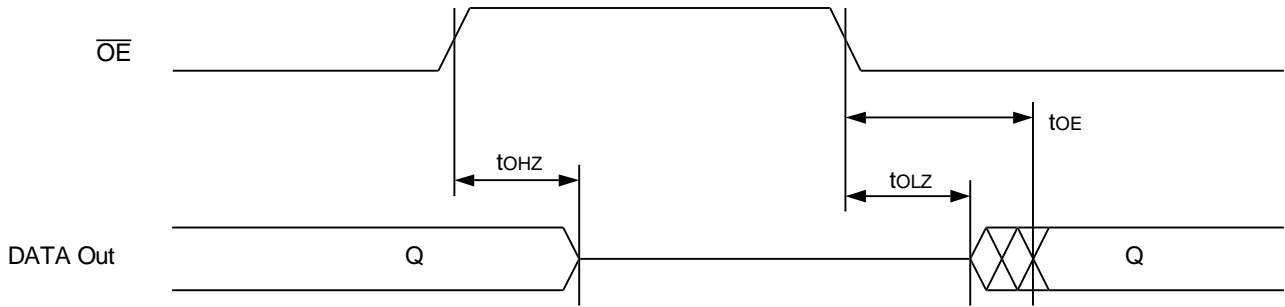 OE
tOE
tOHZ
tOLZ
DATA Out
Q
Q